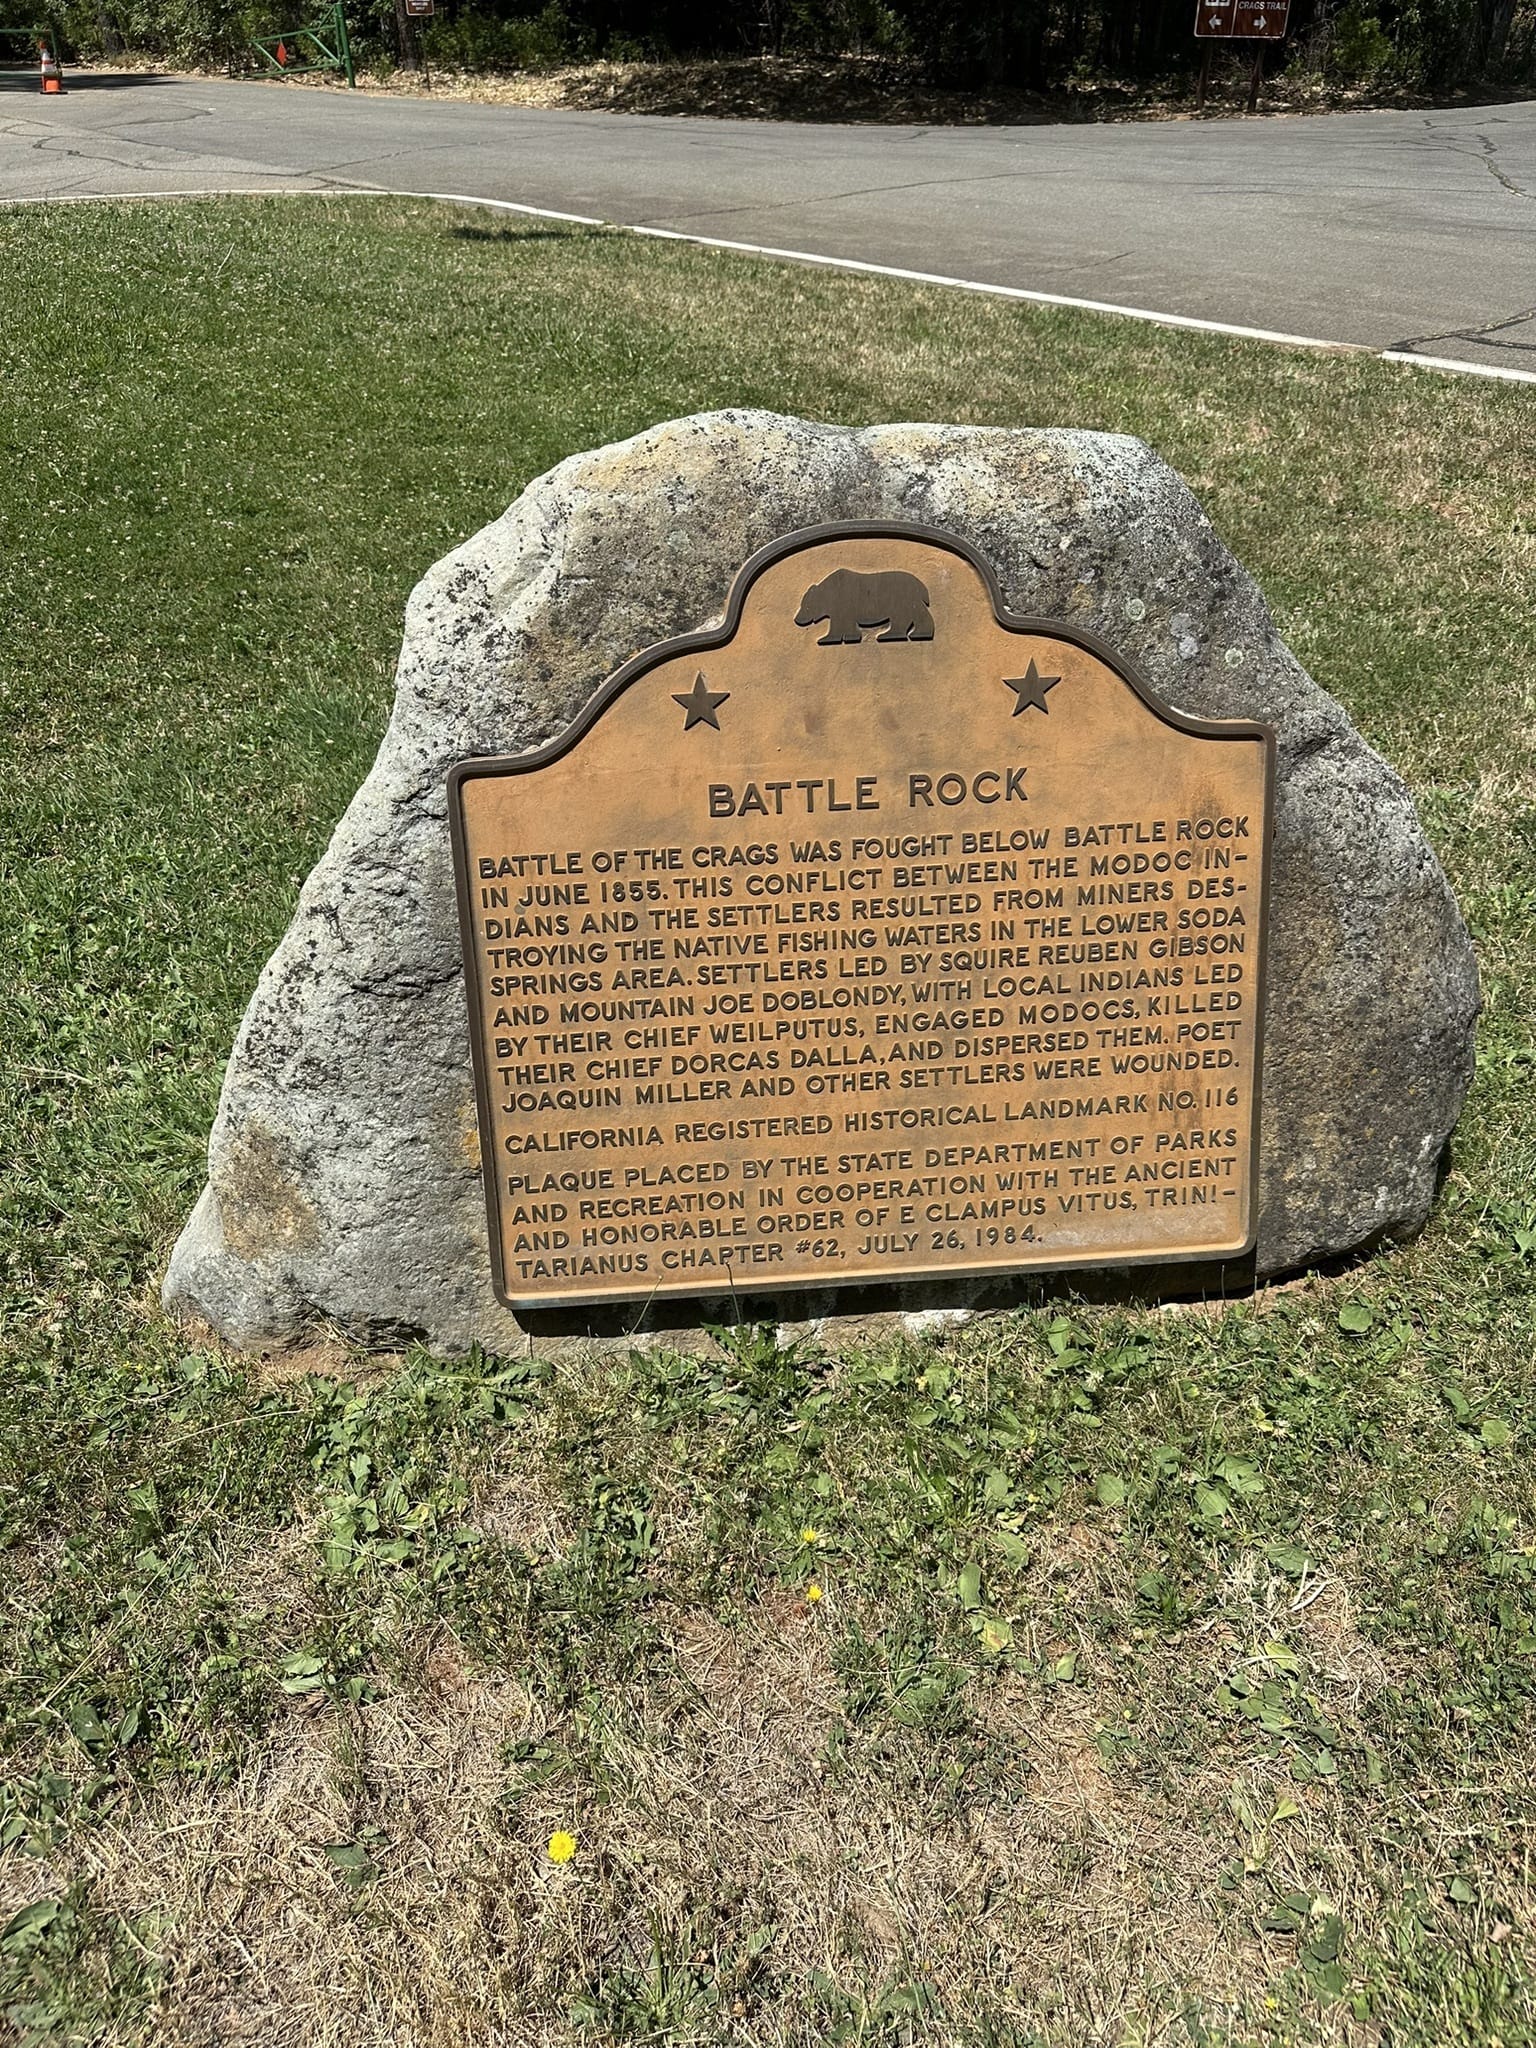 CRAGS TRAIL
BATTLE ROCK
BATTLE OF THE CRAGS WAS FOUGHT BELOW BATTLE ROCK
IN JUNE 1855. THIS CONFLICT BETWEEN THE MODOC IN-
DIANS AND THE SETTLERS RESULTED FROM MINERS DES-
TROYING THE NATIVE FISHING WATERS IN THE LOWER SODA
SPRINGS AREA. SETTLERS LED BY SQUIRE REUBEN GIBSON
AND MOUNTAIN JOE DOBLONDY, WITH LOCAL INDIANS LED
BY THEIR CHIEF WEILPUTUS, ENGAGED MODOCS, KILLED
THEIR CHIEF DORCAS DALLA, AND DISPERSED THEM. POET
JOAQUIN MILLER AND OTHER SETTLERS WERE WOUNDED.
CALIFORNIA REGISTERED HISTORICAL LANDMARK NO. 116
PLAQUE PLACED BY THE STATE DEPARTMENT OF PARKS
AND RECREATION IN COOPERATION WITH THE ANCIENT
AND HONORABLE ORDER OF E CLAMPUS VITUS, TRIN!-
TARIANUS CHAPTER #62, JULY 26, 1984.